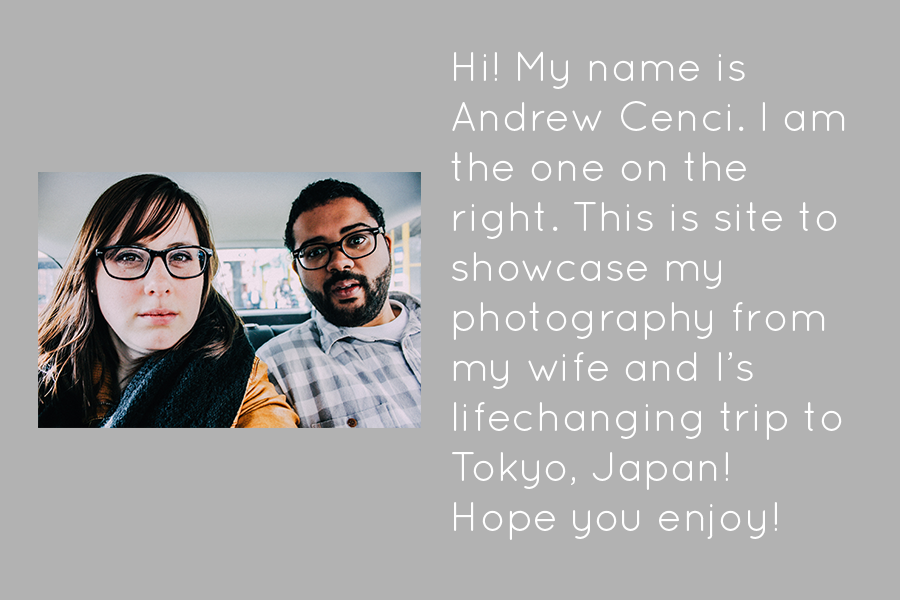 Hi! My name is
Andrew Cenci. I am
the one on the
right. This is site to
showcase my
photography from
my wife and I’s
lifechanging trip to
Tokyo, Japan!
Hope you enjoy!